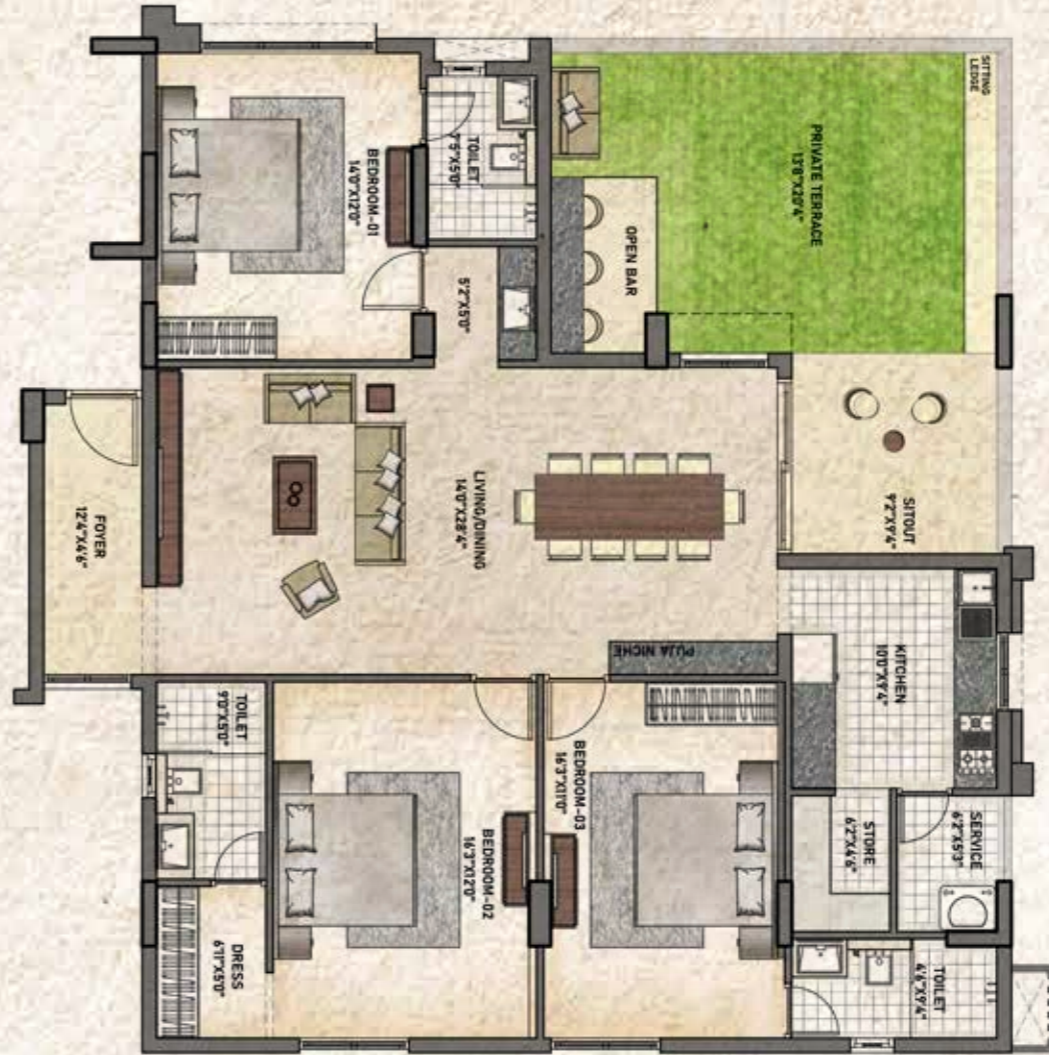 SITTING
LEDGE
PRIVATE TERRACE
13'8"X20'4"
OPEN BAR
TOILET
7'5"X5'0"
BEDROOM-01
14'0"X12'0"
5'2"X5'0"
SITOUT
9'2"X9'4"
LIVING/DINING
14'0"X28'4"
FOYER
12'4"X4'6"
KITCHEN
10'0"X9'4"
PUJA NICHE
TOILET
9'0"X5'0"
BEDROOM-02
16'3"X12'0"
BEDROOM-03
16'3"X11'0"
STORE
6'2"X4'6"
SERVICE
6'2"X5'3"
DRESS
6'11"X5'0"
TOILET
4'6"X9'4"